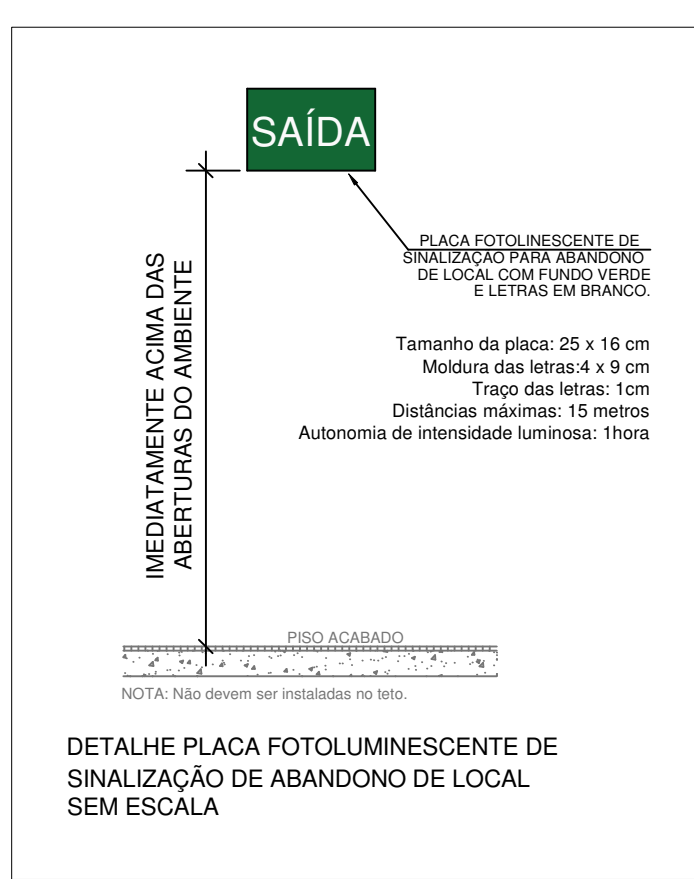 SAÍDA
PLACA FOTOLINESCENTE DE
SINALIZAÇÃO PARA ABANDONO
DE LOCAL COM FUNDO VERDE
E LETRAS EM BRANCO.
Tamanho da placa: 25 x 16 cm
Moldura das letras:4 x 9 cm
Traço das letras: 1cm
Distâncias máximas: 15 metros
Autonomia de intensidade luminosa: 1hora
IMEDIATAMENTE ACIMA DAS
ABERTURAS DO AMBIENTE
PISO ACABADO
NOTA: Não devem ser instaladas no teto.
DETALHE PLACA FOTOLUMINESCENTE DE
SINALIZAÇÃO DE ABANDONO DE LOCAL
SEM ESCALA